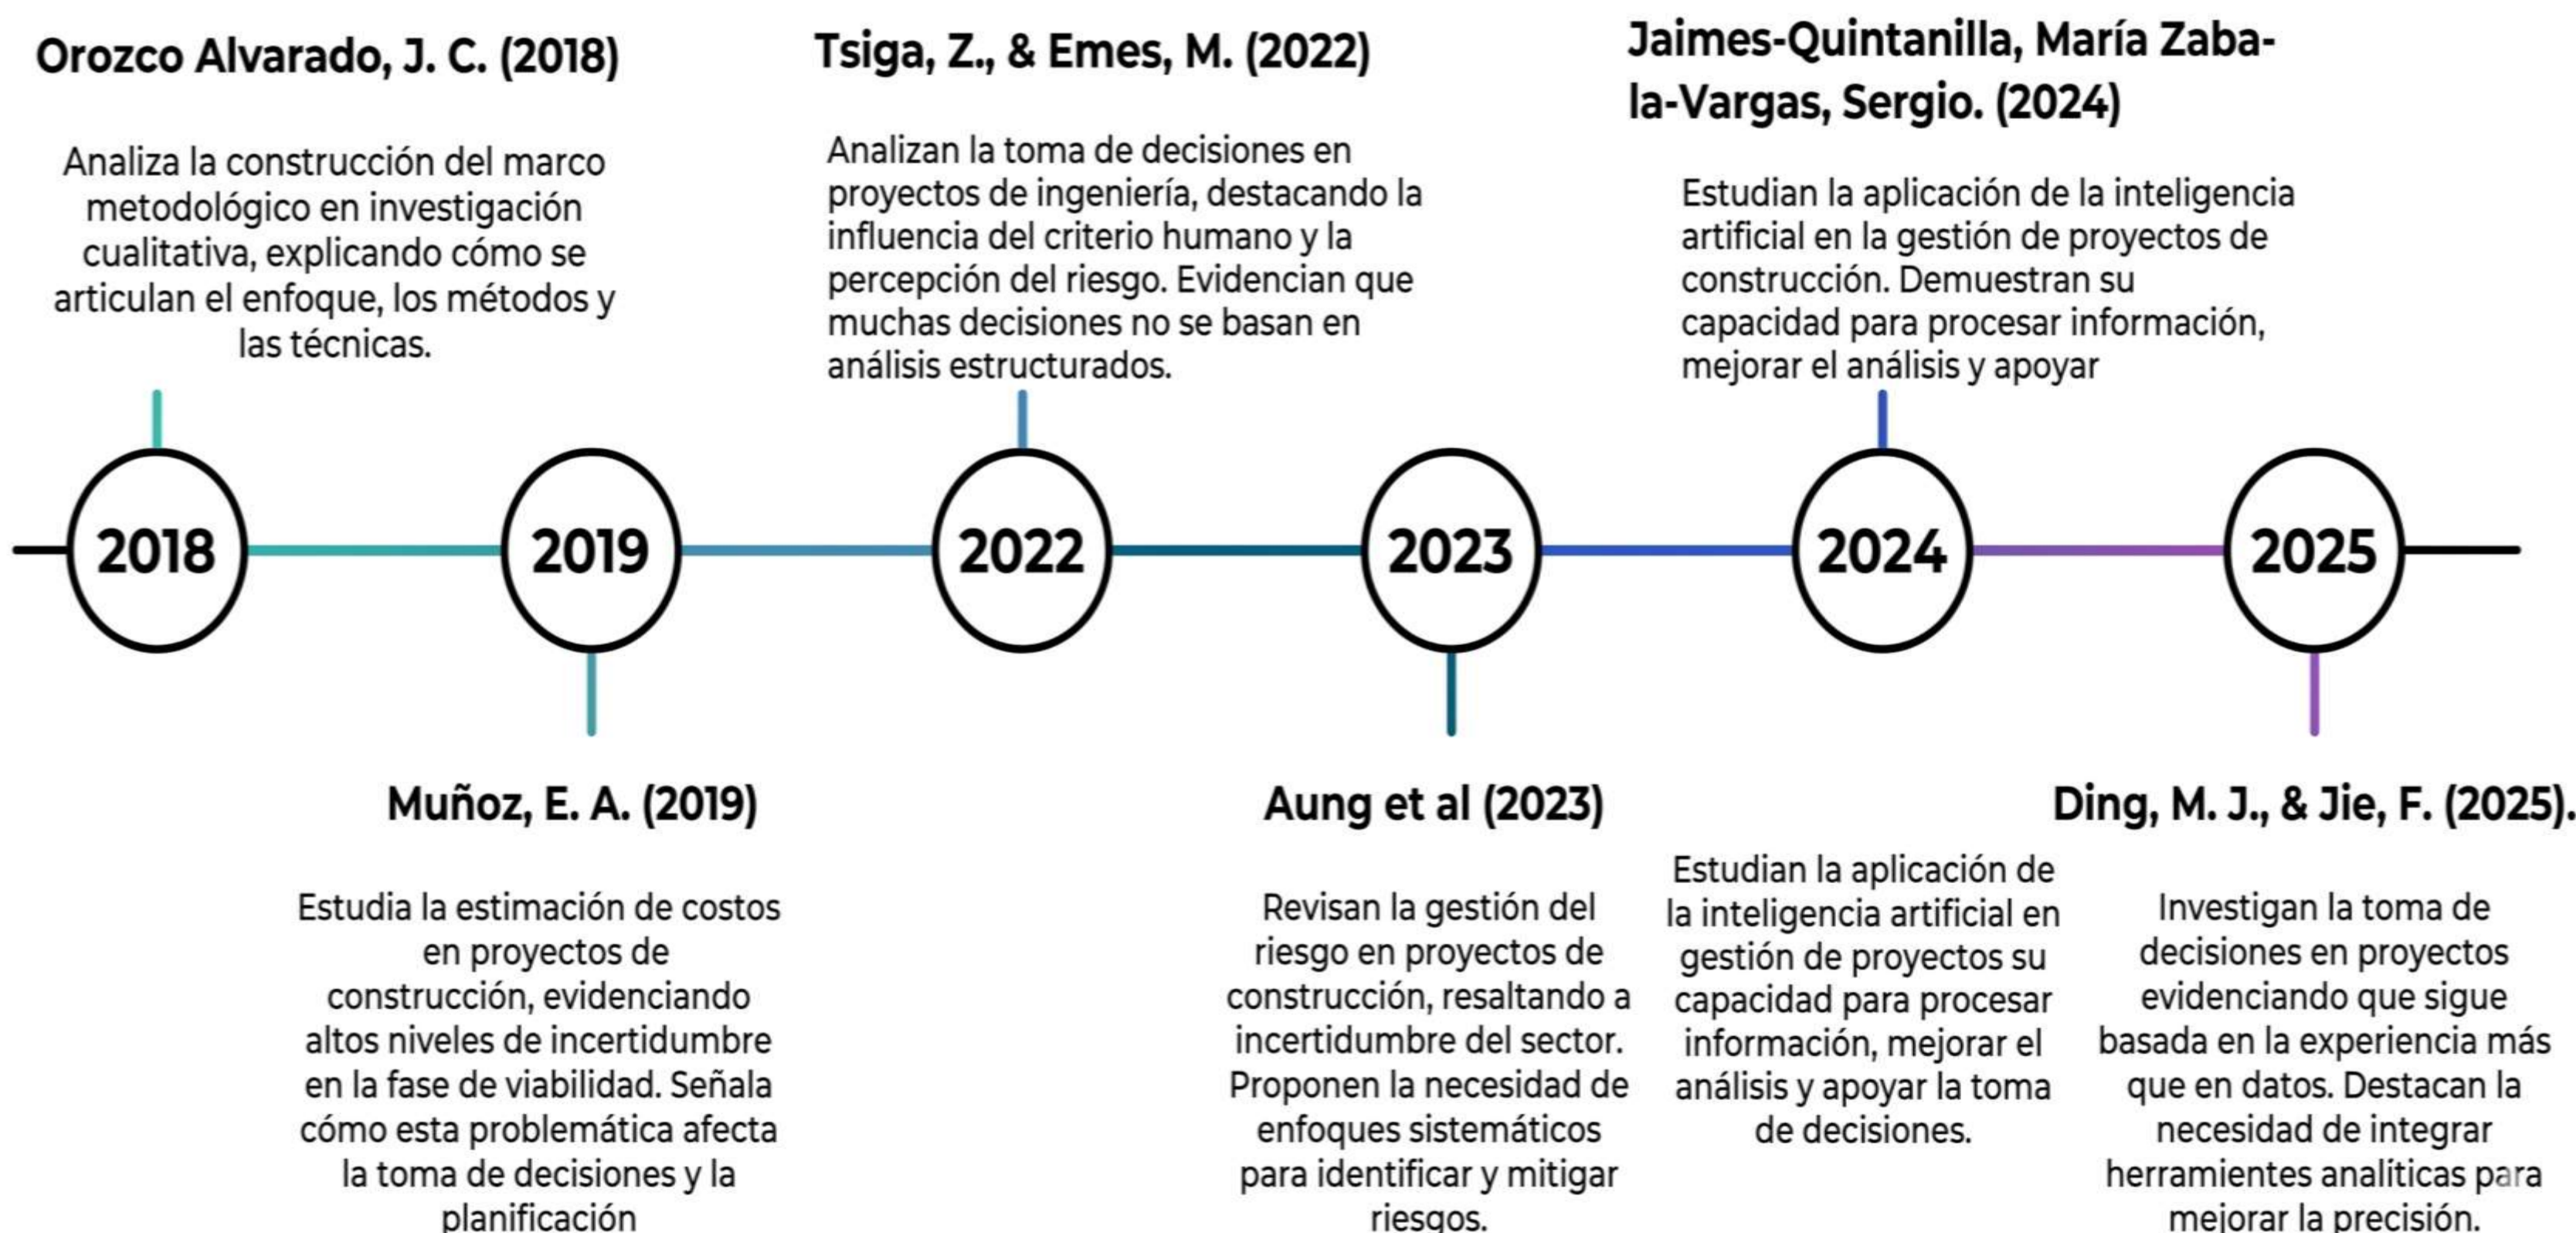 Orozco Alvarado, J. C. (2018)
Analiza la construcción del marco
metodológico en investigación
cualitativa, explicando cómo se
articulan el enfoque, los métodos y
las técnicas.
Tsiga, Z., & Emes, M. (2022)
Analizan la toma de decisiones en
proyectos de ingeniería, destacando la
influencia del criterio humano y la
percepción del riesgo. Evidencian que
muchas decisiones no se basan en
análisis estructurados.
Jaimes-Quintanilla, María Zaba-
la-Vargas, Sergio. (2024)
Estudian la aplicación de la inteligencia
artificial en la gestión de proyectos de
construcción. Demuestran su
capacidad para procesar información,
mejorar el análisis y apoyar
2018
2019
2022
2023
2024
2025
Muñoz, E. A. (2019)
Estudia la estimación de costos
en proyectos de
construcción, evidenciando
altos niveles de incertidumbre
en la fase de viabilidad. Señala
cómo esta problemática afecta
la toma de decisiones y la
planificación
Aung et al (2023)
Revisan la gestión del
riesgo en proyectos de
construcción, resaltando a
incertidumbre del sector.
Proponen la necesidad de
enfoques sistemáticos
para identificar y mitigar
riesgos.
Estudian la aplicación de
la inteligencia artificial en
gestión de proyectos su
capacidad para procesar
información, mejorar el
análisis y apoyar la toma
de decisiones.
Ding, M. J., & Jie, F. (2025).
Investigan la toma de
decisiones en proyectos
evidenciando que sigue
basada en la experiencia más
que en datos. Destacan la
necesidad de integrar
herramientes analíticas para
mejorar la precisión.